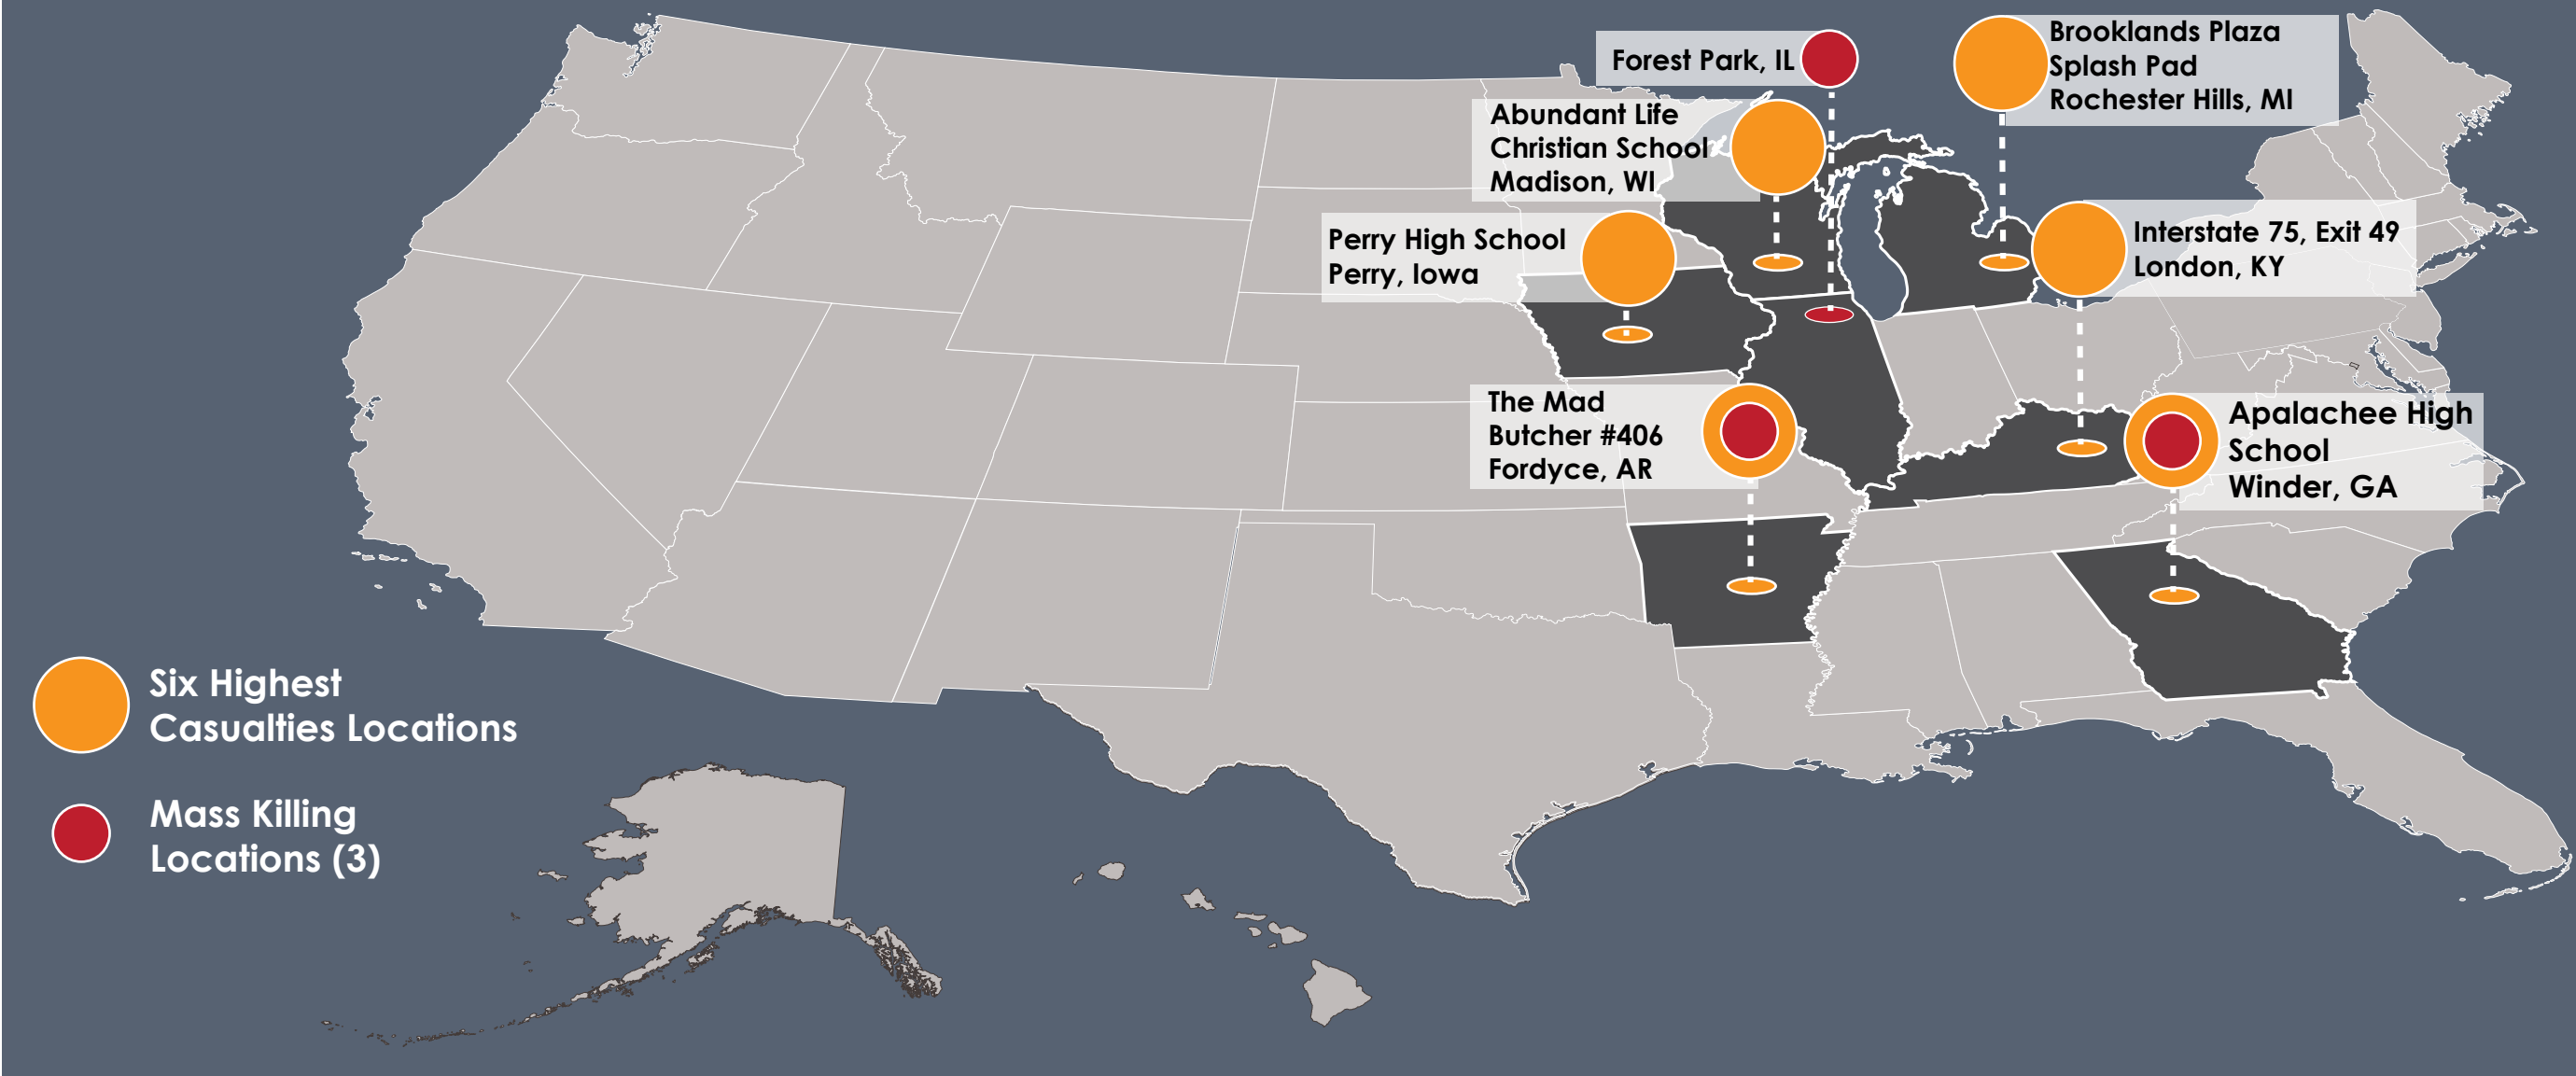 Forest Park, IL
Brooklands Plaza
Splash Pad
Rochester Hills, MI
Abundant Life
Christian School
Madison, WI
Perry High School
Perry, Iowa
Interstate 75, Exit 49
London, KY
The Mad
Butcher #406
Fordyce, AR
Apalachee High
School
Winder, GA
Six Highest
Casualties Locations
Mass Killing
Locations (3)